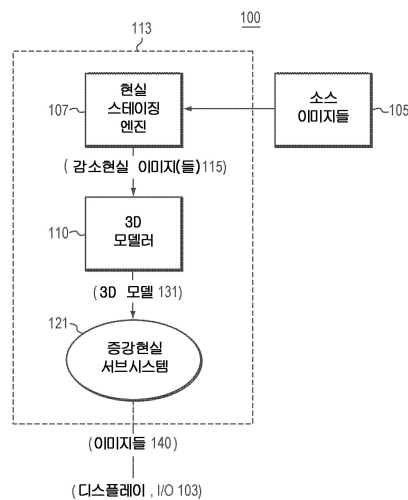 100
113
현실
스테이징
엔진
107
소스
이미지들
105
(감소현실 이미지(들)115)
3D
모델러
110
(3D 모델 131)
121
증강현실
서브시스템
(이미지들 140)
(디스플레이, I/O 103)